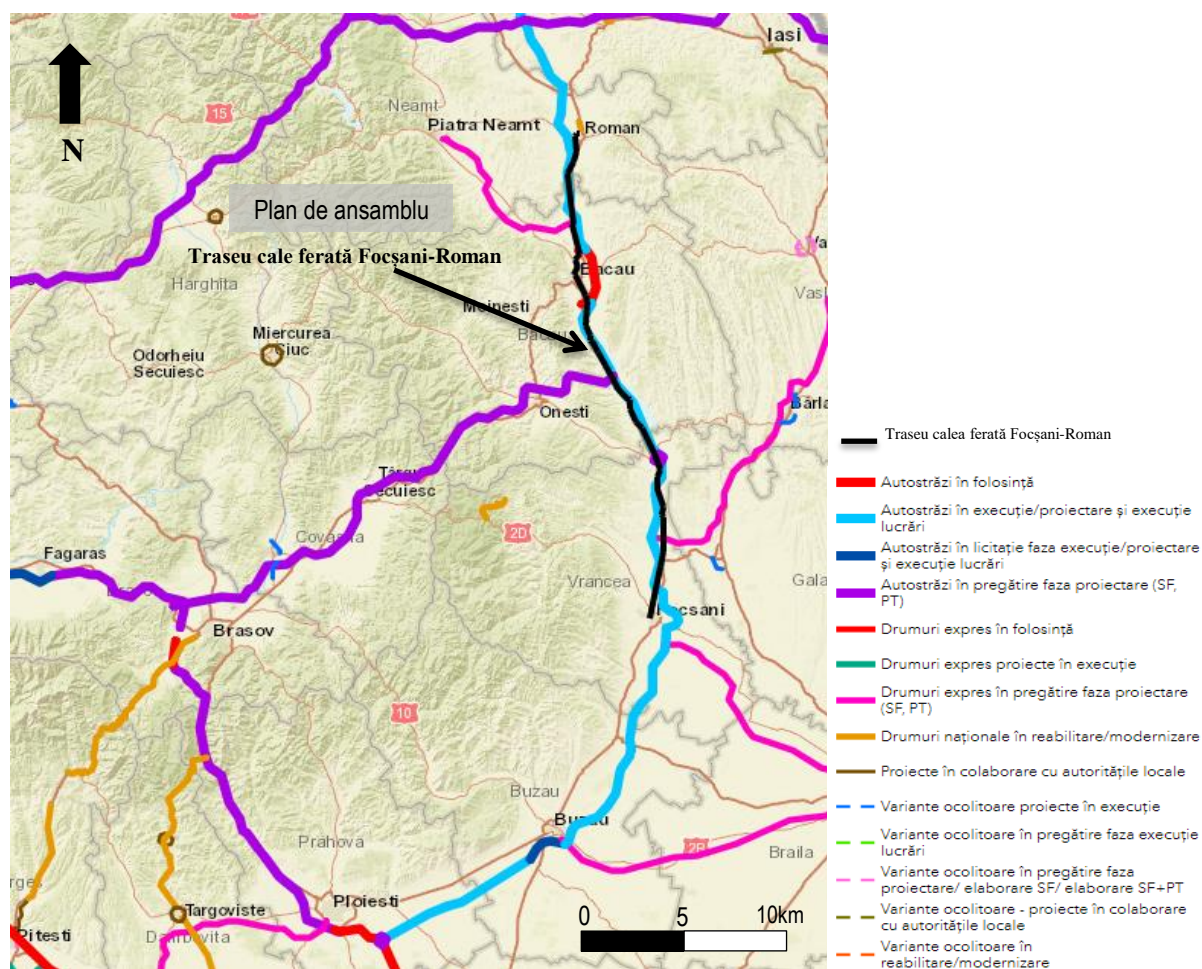 Iasi
Neamt
15
Piatra Neamt
Roman
N
Plan de ansamblu
Traseu cale ferată Focșani-Roman
Bacau
Harghita
Moinesti
Bacau
Vasl
Miercurea
Ciuc
Odorheiu
Secuiesc
Onesti
Bârla
Târgu
Secuiesc
2D
Covasna
Fagaras
Vrancea
Gala
Focsani
Brasov
10
Buzau
Buzau
Prahova
2B
Braila
Ploiesti
0 5 10km
Targoviste
Dambovita
Pitesti
Traseu calea ferată Focșani-Roman
Autostrăzi în folosință
Autostrăzi în execuție/proiectare și execuție
lucrări
Autostrăzi în licitație faza execuție/proiectare
și execuție lucrări
Autostrăzi în pregătire faza proiectare (SF,
PT)
Drumuri expres în folosință
Drumuri expres proiecte în execuție
Drumuri expres în pregătire faza proiectare
(SF, PT)
Drumuri naționale în reabilitare/modernizare
Proiecte în colaborare cu autoritățile locale
Variante ocolitoare proiecte în execuție
Variante ocolitoare în pregătire faza execuție
lucrări
Variante ocolitoare în pregătire faza
proiectare/ elaborare SF/ elaborare SF+PT
Variante ocolitoare - proiecte în colaborare
cu autoritățile locale
Variante ocolitoare în
reabilitare/modernizare